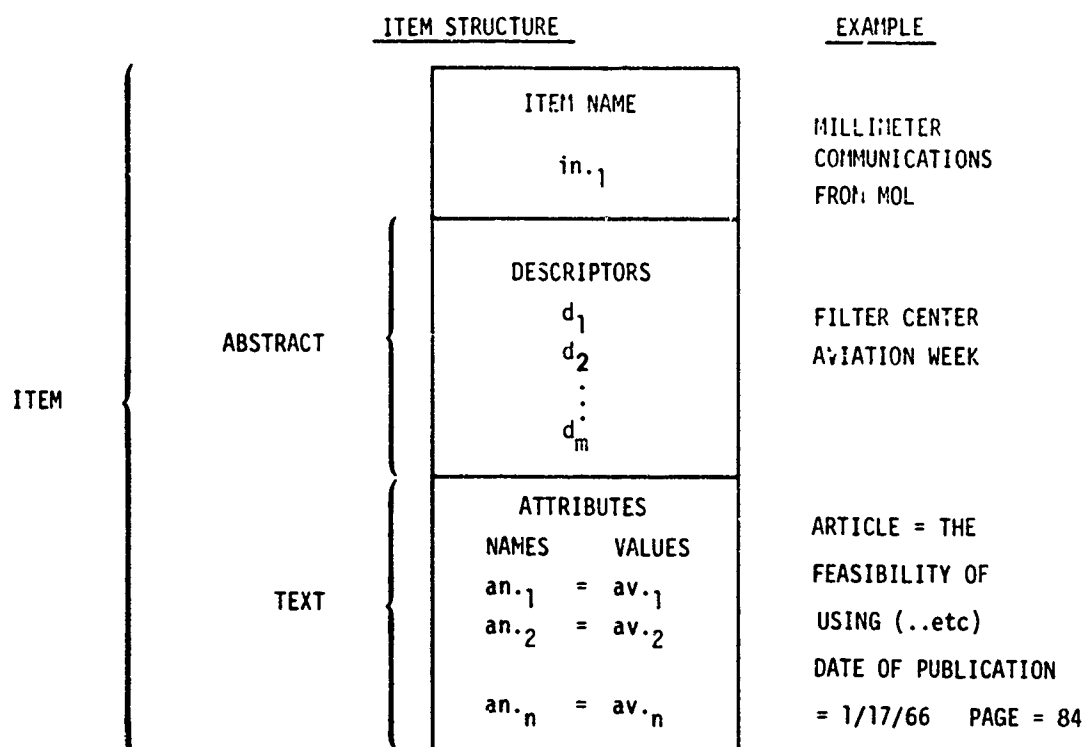 ITEM STRUCTURE EXAMPLE
ITEM NAME
in.1
MILLIMETER
COMMUNICATIONS
FROM MOL
ABSTRACT
DESCRIPTORS
d1
d2
.
.
.
dm
FILTER CENTER
AVIATION WEEK
ITEM
TEXT
ATTRIBUTES
NAMES VALUES
an.1 = av.1
an.2 = av.2
an.n = av.n
ARTICLE = THE
FEASIBILITY OF
USING (..etc)
DATE OF PUBLICATION
= 1/17/66 PAGE = 84